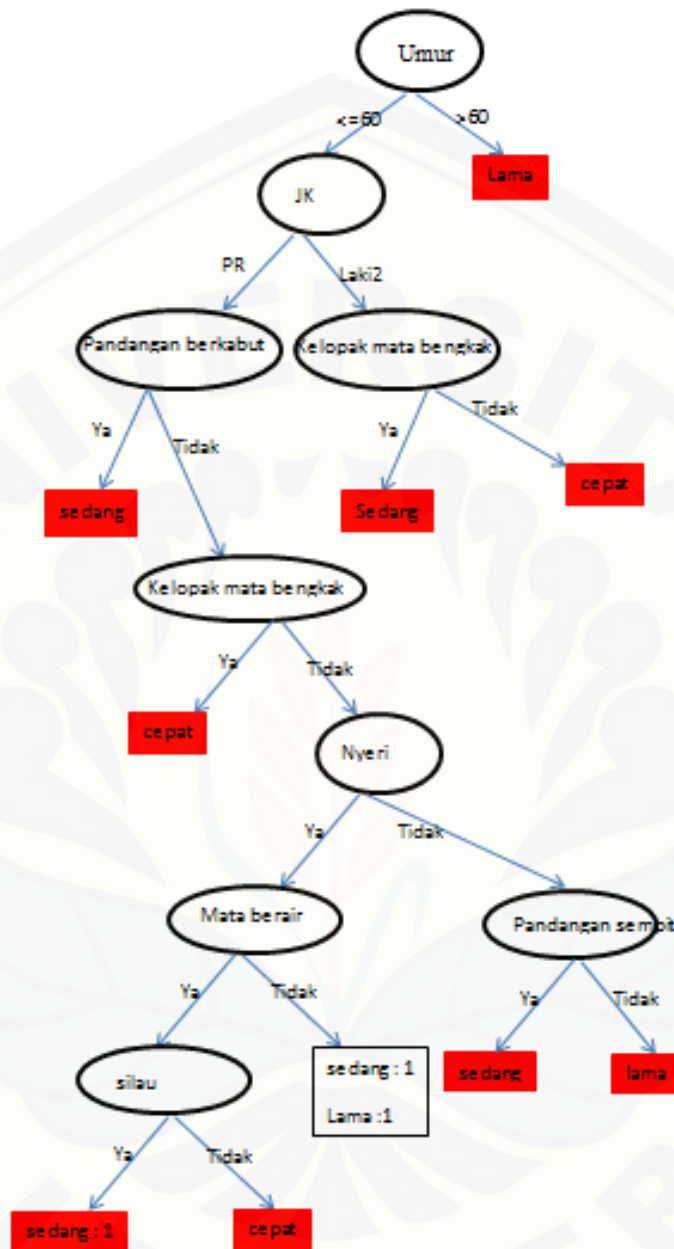 Umur
<=60
>60
JK
Lama
PR
Laki2
Pandangan berkabut
Kelopak mata bengkak
Ya
Tidak
Ya
Tidak
sedang
Sedang
cepat
Kelopak mata bengkak
Ya
Tidak
cepat
Nyeri
Ya
Tidak
Mata berair
Pandangan sempit
Ya
Tidak
Ya
Tidak
silau
sedang : 1
Lama :1
sedang
lama
Ya
Tidak
sedang : 1
cepat